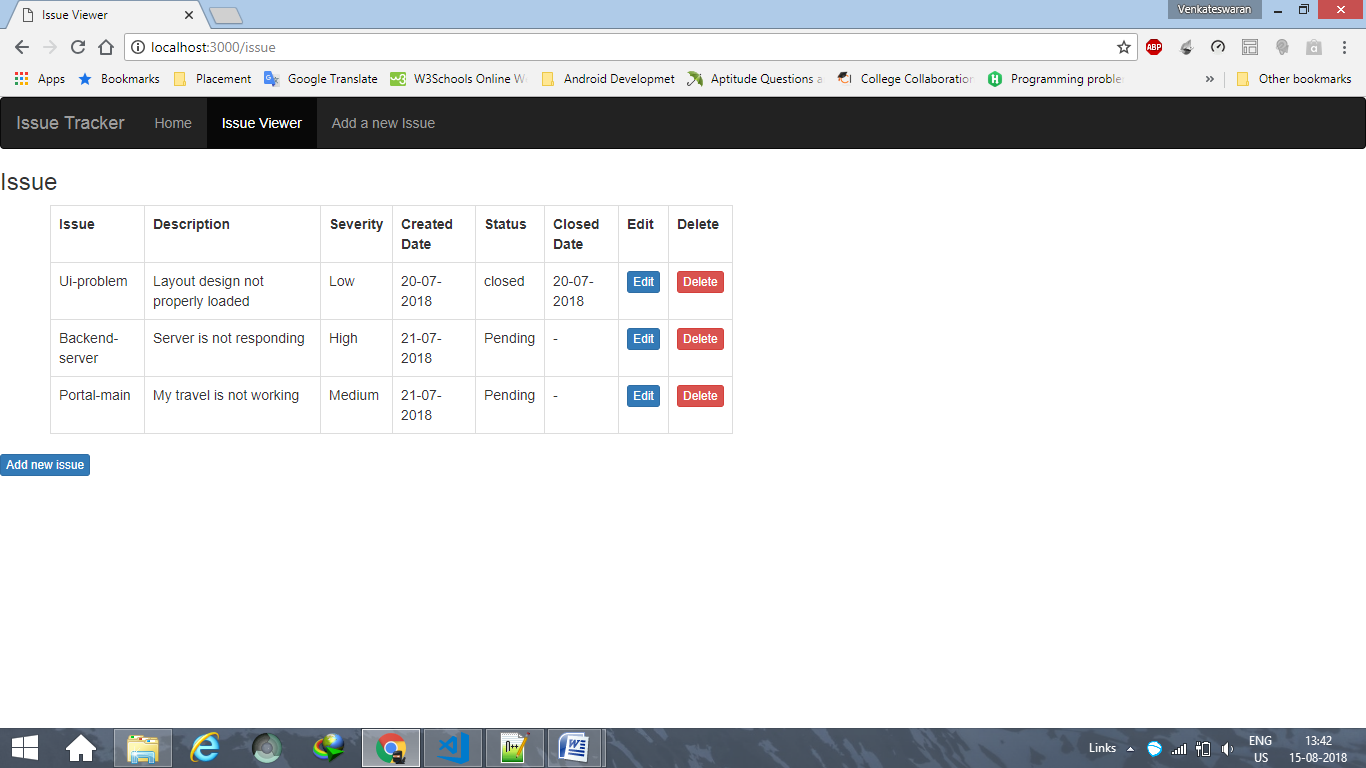 Issue Viewer
Venkateswaran
localhost:3000/issue
ABP
Apps
Bookmarks
Placement
Google Translate
W3Schools Online W
Android Developmet
Aptitude Questions a
College Collaboration
Programming proble
»
Other bookmarks
Issue Tracker
Home
Issue Viewer
Add a new Issue
Issue
Issue Description Severity Created Status Closed Edit Delete
Date Date
Ui-problem Layout design not Low 20-07- closed 20-07- Edit Delete
properly loaded 2018 2018
Backend- Server is not responding High 21-07- Pending - Edit Delete
server 2018
Portal-main My travel is not working Medium 21-07- Pending - Edit Delete
2018
Add new issue
Links
ENG
US
13:42
15-08-2018